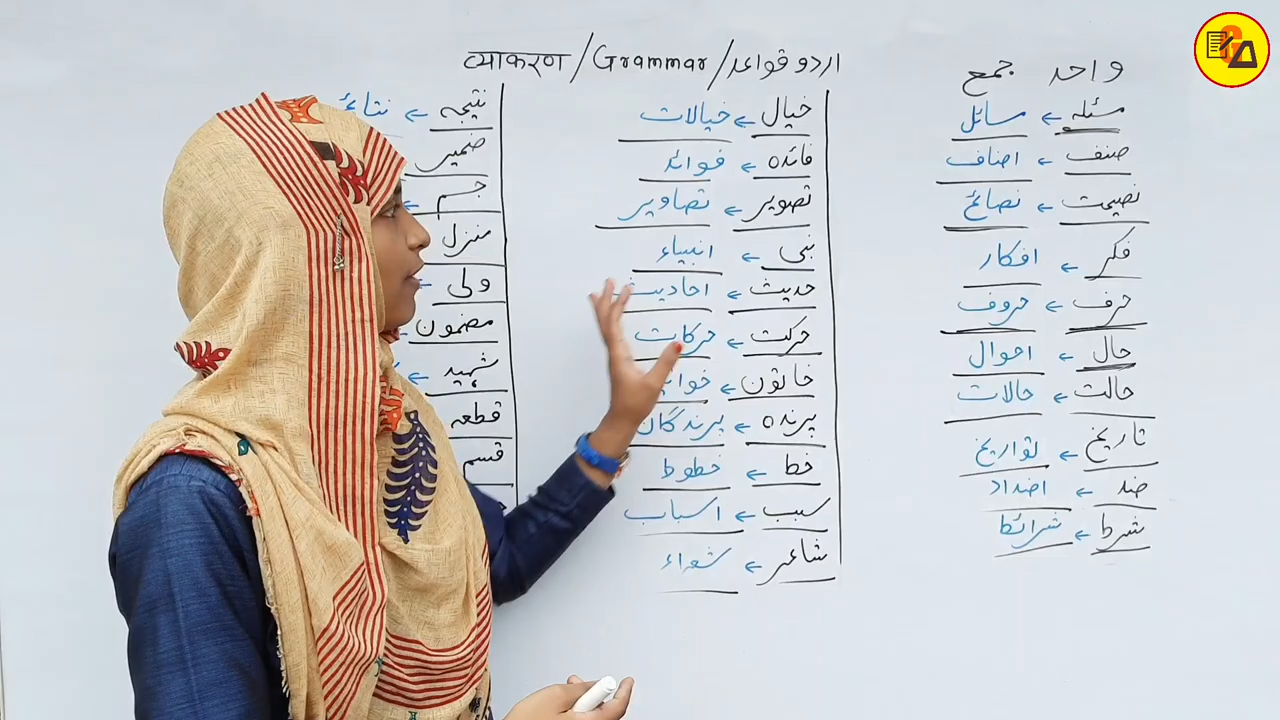 اردو قواعد/Grammar/व्याकरण
واحد جمع
مسئلہ ← مسائل
صنف ← اصناف
نصیحت ← نصائح
فکر ← افکار
حرف ← حروف
حال ← احوال
حالت ← حالات
تاریخ ← تواریخ
ضد ← اضداد
شرط ← شرائط
خیال ← خیالات
فائدہ ← فوائد
تصویر ← تصاویر
نبی ← انبیاء
حدیث ← احادیث
حرکت ← حرکات
خاتون ←
پرندہ ← پرندگان
خط ← خطوط
سبب ← اسباب
شاعر ← شعراء
نتیجہ ←
ضمیر
جسم ←
منزل
ولی ←
مضمون
شہید ←
قطعہ
قسم